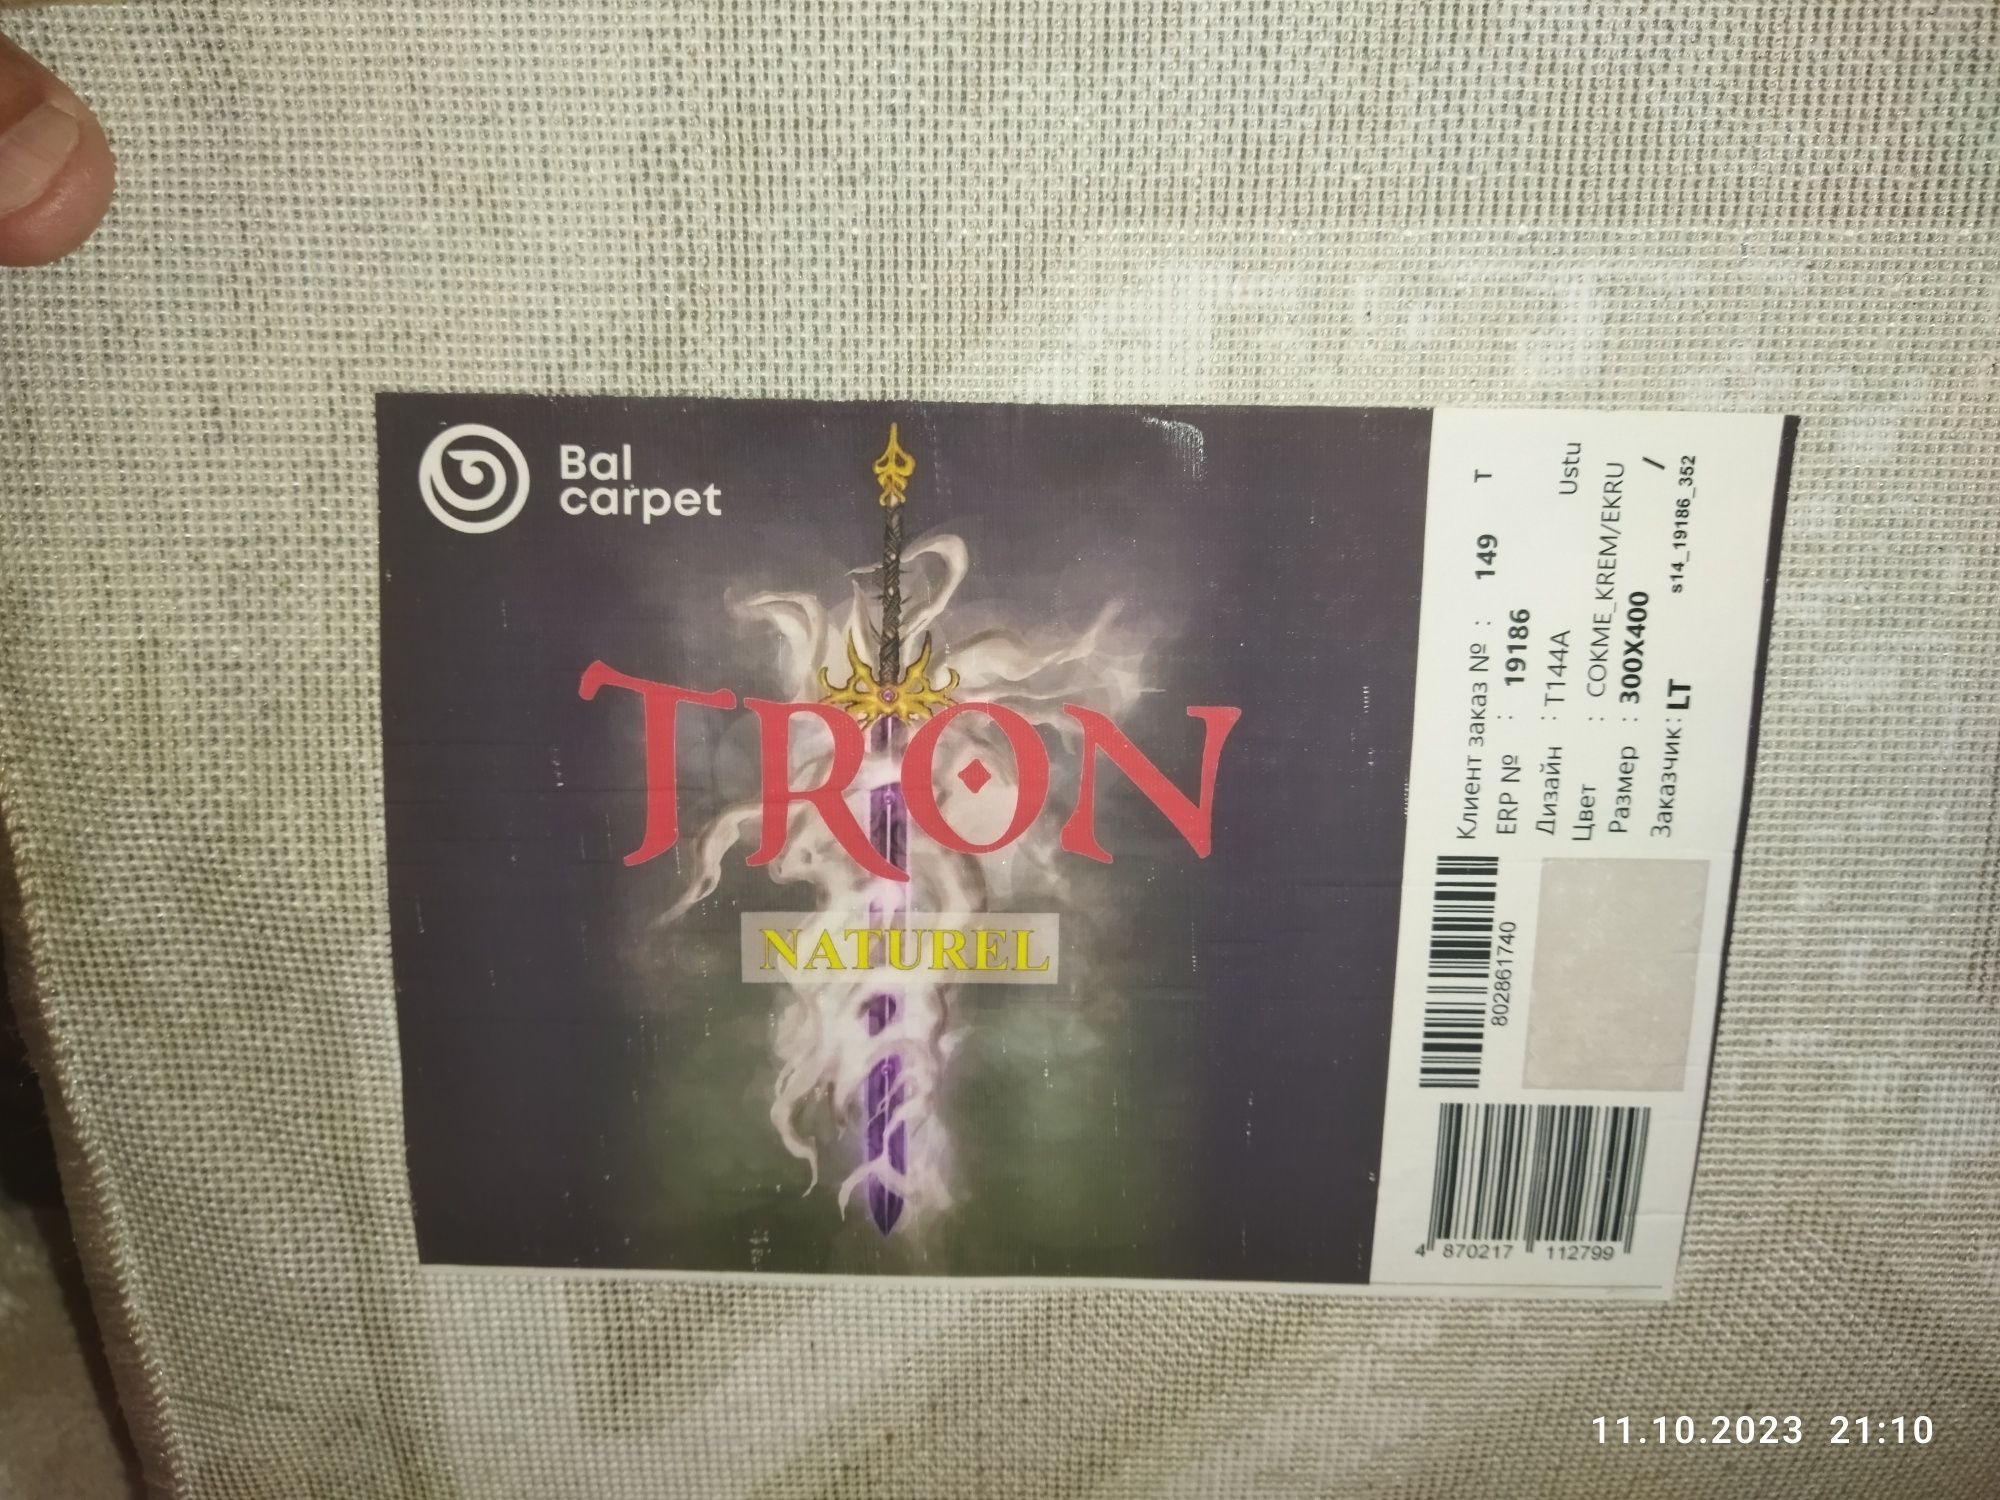 Bal
carpet
TRON
NATUREL
Клиент заказ № : 149 T
ERP № : 19186
Дизайн : T144A Ustu
Цвет : COKME_KREM/EKRU
Размер : 300X400 /
Заказчик : LT s14_19186_352
802861740
4 870217 112799
11.10.2023 21:10